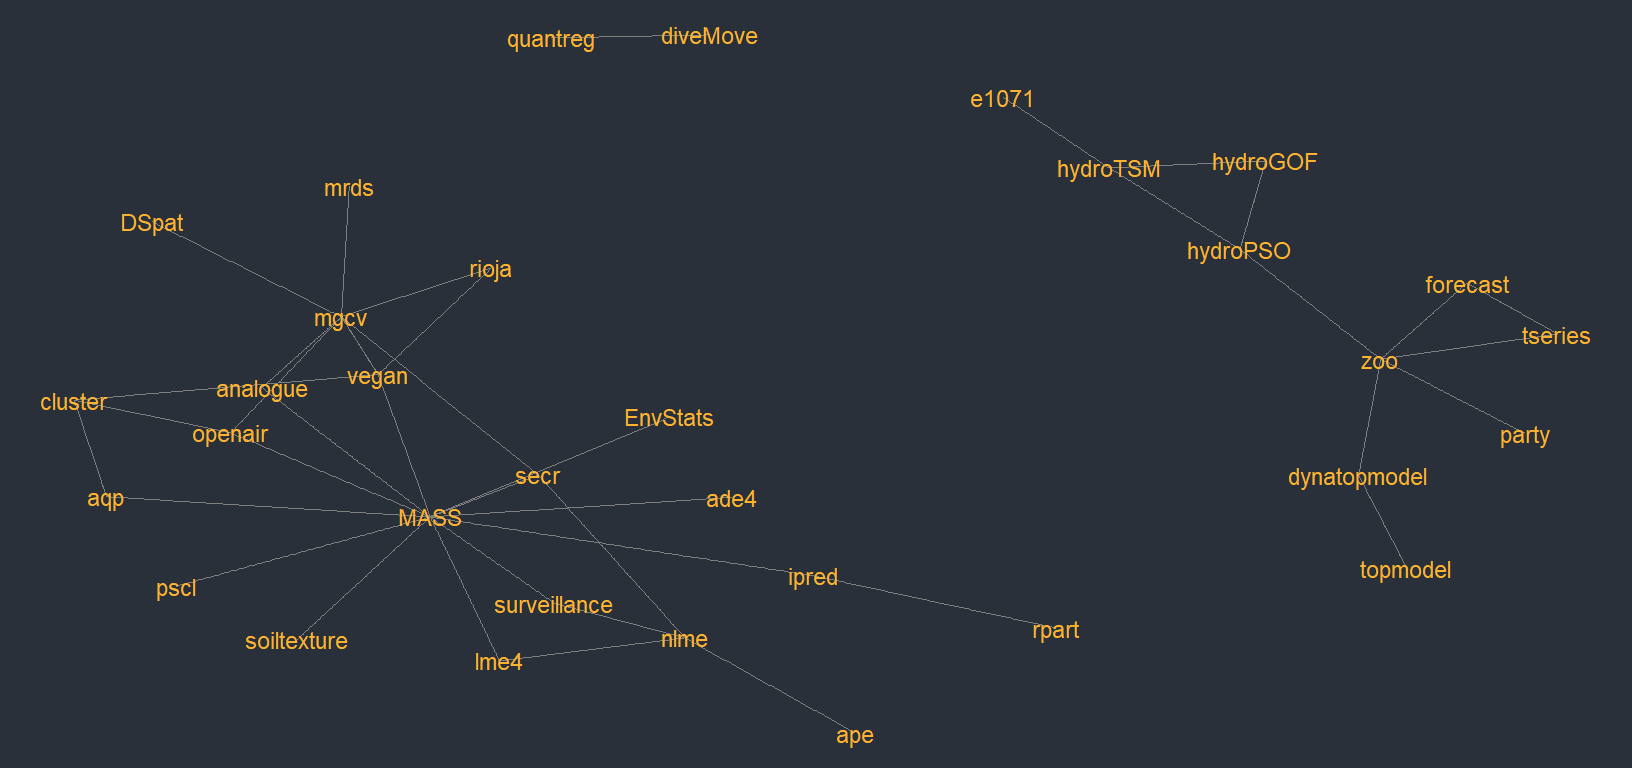 quantreg
diveMove
e1071
hydroTSM
hydroGOF
mrds
DSpat
hydroPSO
rioja
forecast
mgcv
tseries
zoo
vegan
analogue
cluster
EnvStats
openair
party
secr
dynatopmodel
aqp
ade4
MASS
topmodel
ipred
pscl
surveillance
rpart
soiltexture
nlme
lme4
ape